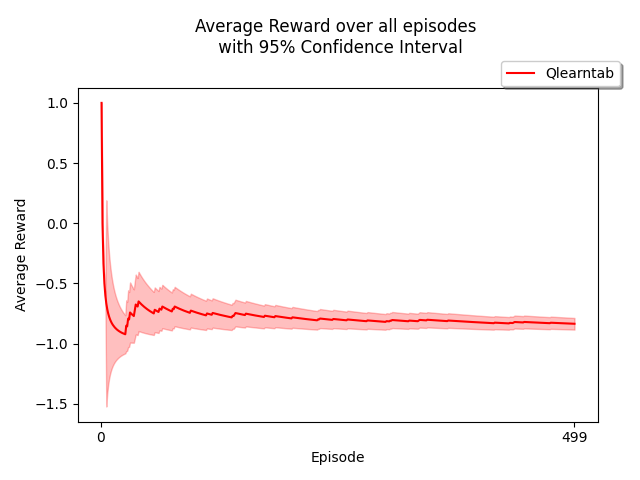 Average Reward over all episodes
with 95% Confidence Interval
Qlearntab
1.0
0.5
0.0
−0.5
−1.0
−1.5
Average Reward
0
499
Episode